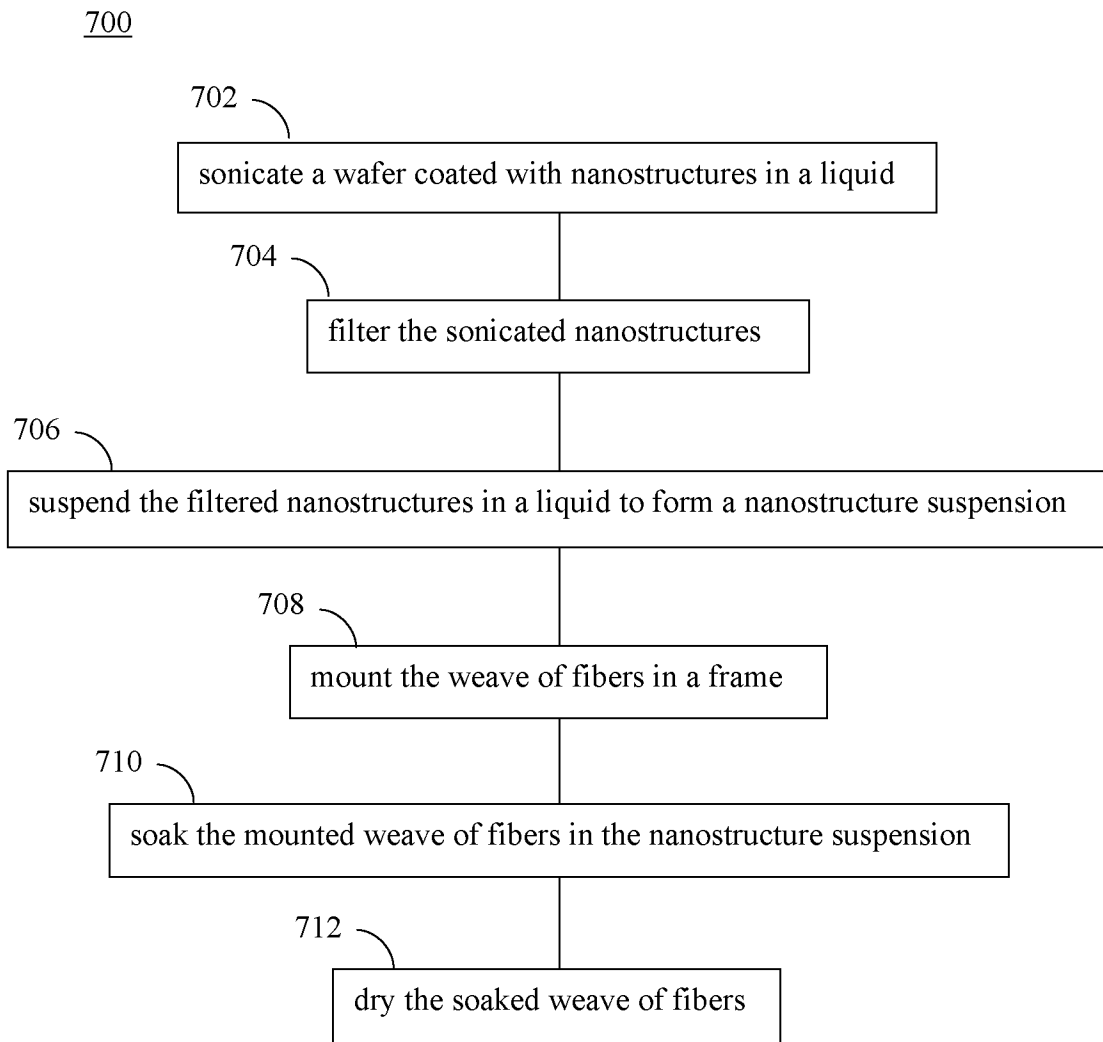 700
702
sonicate a wafer coated with nanostructures in a liquid
704
filter the sonicated nanostructures
706
suspend the filtered nanostructures in a liquid to form a nanostructure suspension
708
mount the weave of fibers in a frame
710
soak the mounted weave of fibers in the nanostructure suspension
712
dry the soaked weave of fibers